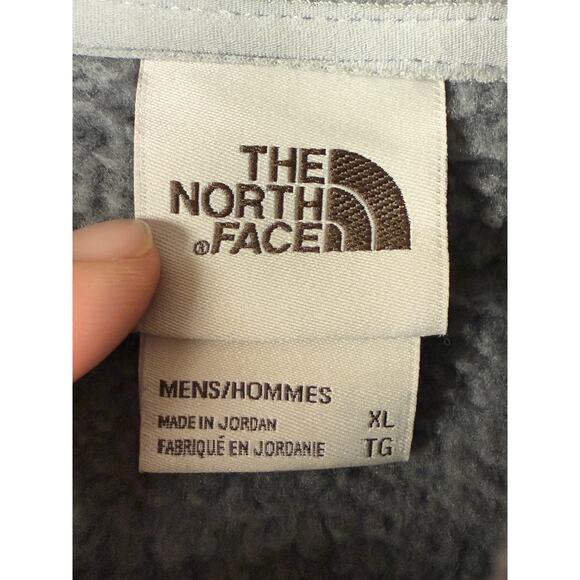 THE
NORTH
®FACE
MENS/HOMMES
MADE IN JORDAN XL
FABRIQUÉ EN JORDANIE TG